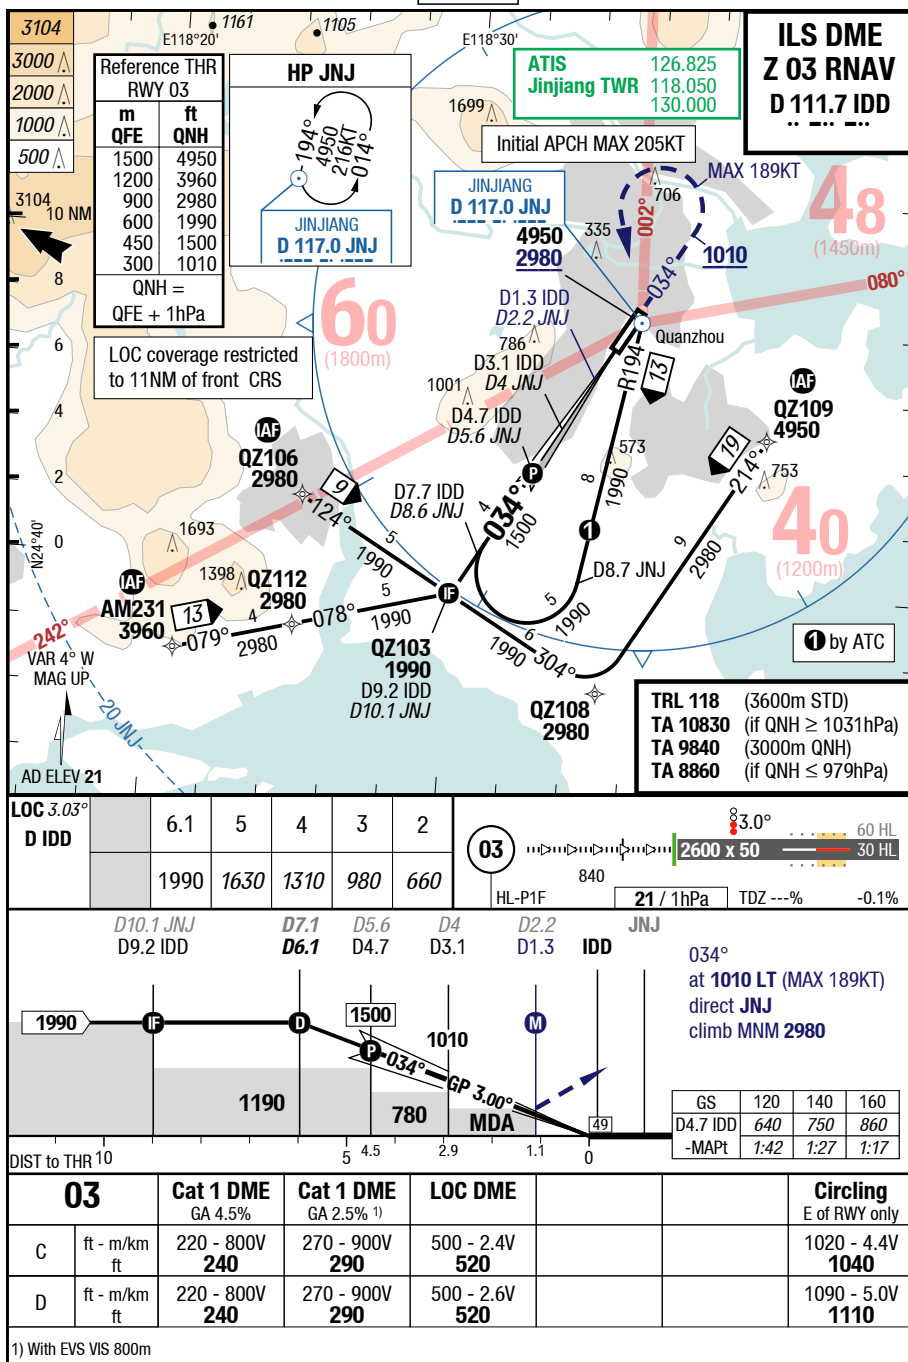 ILS DME
Z 03 RNAV
D 111.7 IDD
3104
3000
2000
1000
500
1161
1105
E118°20'
E118°30'
Reference THR
RWY 03
m ft
QFE QNH
1500 4950
1200 3960
900 2980
600 1990
450 1500
300 1010
QNH =
QFE + 1hPa
LOC coverage restricted
to 11NM of front CRS
HP JNJ
194°
4950
216KT
014°
JINJIANG
D 117.0 JNJ
ATIS 126.825
Jinjiang TWR 118.050
130.000
1699
Initial APCH MAX 205KT
MAX 189KT
JINJIANG
D 117.0 JNJ
4950
2980
706
335
002°
1010
034°
48
(1450m)
080°
3104
10 NM
8
6
4
2
0
60
(1800m)
D1.3 IDD
D2.2 JNJ
Quanzhou
786
D3.1 IDD
D4 JNJ
R194
13
1001
D4.7 IDD
D5.6 JNJ
IAF
QZ109
4950
IAF
QZ106
2980
19
214°
753
573
P
9
124°
D7.7 IDD
D8.6 JNJ
4
034°
2
1500
8
1990
40
(1200m)
N24°40'
1693
5
1990
1
9
2980
1398
QZ112
2980
IAF
AM231
3960
13
079°
4
2980
078°
5
1990
IF
D8.7 JNJ
5
1990
6
1990
304°
242°
VAR 4° W
MAG UP
QZ103
1990
D9.2 IDD
D10.1 JNJ
1 by ATC
QZ108
2980
20 JNJ
AD ELEV 21
TRL 118 (3600m STD)
TA 10830 (if QNH ≥ 1031hPa)
TA 9840 (3000m QNH)
TA 8860 (if QNH ≤ 979hPa)
LOC 3.03°
D IDD
6.1 5 4 3 2
1990 1630 1310 980 660
03
840
HL-P1F
3.0°
2600 x 50
60 HL
30 HL
21 / 1hPa
TDZ ---%
-0.1%
D10.1 JNJ D7.1 D5.6 D4 D2.2 JNJ
D9.2 IDD D6.1 D4.7 D3.1 D1.3 IDD
034°
at 1010 LT (MAX 189KT)
direct JNJ
climb MNM 2980
1990
IF
D
1500
P
1010
M
034°
GP 3.00°
1190
780
MDA
49
DIST to THR 10 5 4.5 2.9 1.1 0
GS 120 140 160
D4.7 IDD 640 750 860
-MAPt 1:42 1:27 1:17
03 Cat 1 DME Cat 1 DME LOC DME Circling
GA 4.5% GA 2.5% 1) E of RWY only
C ft - m/km 220 - 800V 270 - 900V 500 - 2.4V 1020 - 4.4V
ft 240 290 520 1040
D ft - m/km 220 - 800V 270 - 900V 500 - 2.6V 1090 - 5.0V
ft 240 290 520 1110
1) With EVS VIS 800m